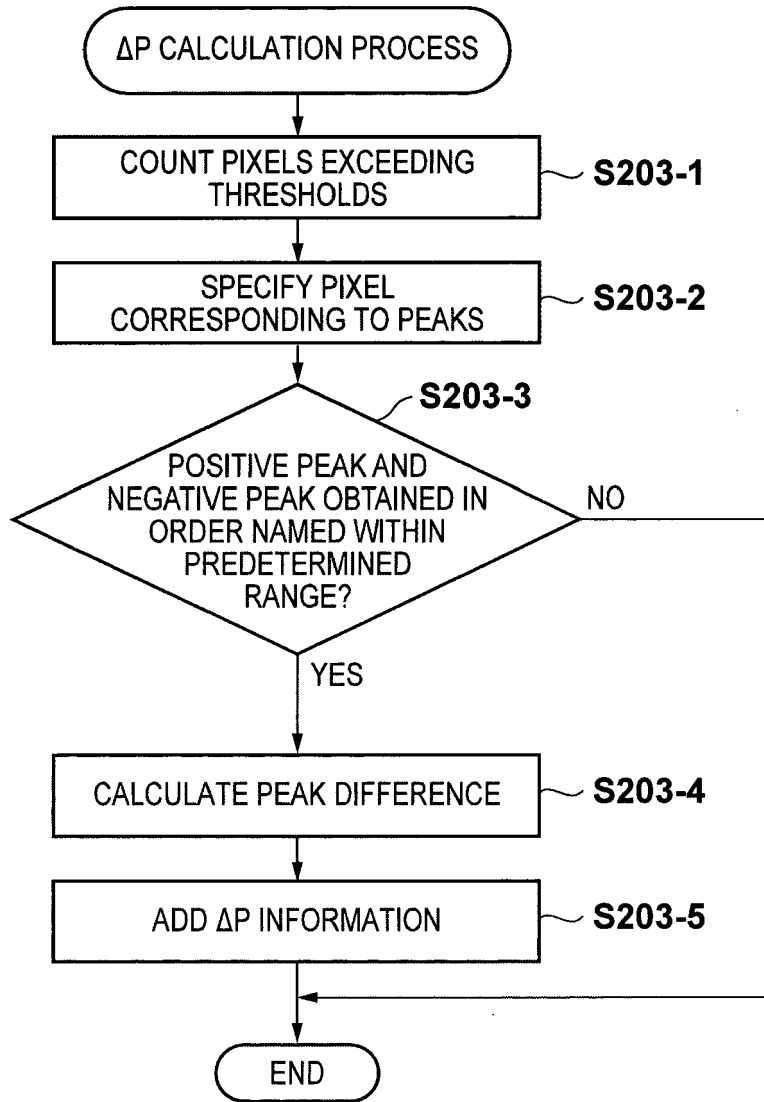 ΔP CALCULATION PROCESS
COUNT PIXELS EXCEEDING
THRESHOLDS
S203-1
SPECIFY PIXEL
CORRESPONDING TO PEAKS
S203-2
S203-3
POSITIVE PEAK AND
NEGATIVE PEAK OBTAINED IN
ORDER NAMED WITHIN
PREDETERMINED
RANGE?
NO
YES
CALCULATE PEAK DIFFERENCE
S203-4
ADD ΔP INFORMATION
S203-5
END